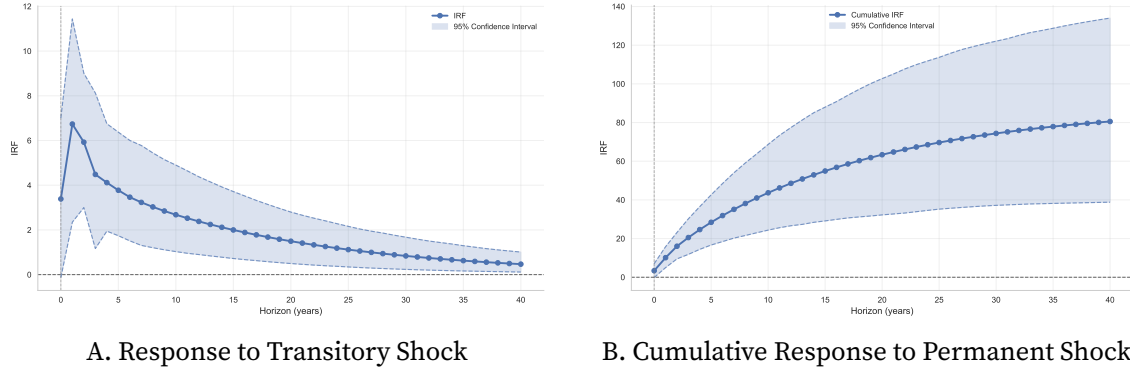 12
10
8
6
4
2
0
IRF
IRF
95% Confidence Interval
0 5 10 15 20 25 30 35 40
Horizon (years)
A. Response to Transitory Shock
140
120
100
80
60
40
20
0
IRF
Cumulative IRF
95% Confidence Interval
0 5 10 15 20 25 30 35 40
Horizon (years)
B. Cumulative Response to Permanent Shock